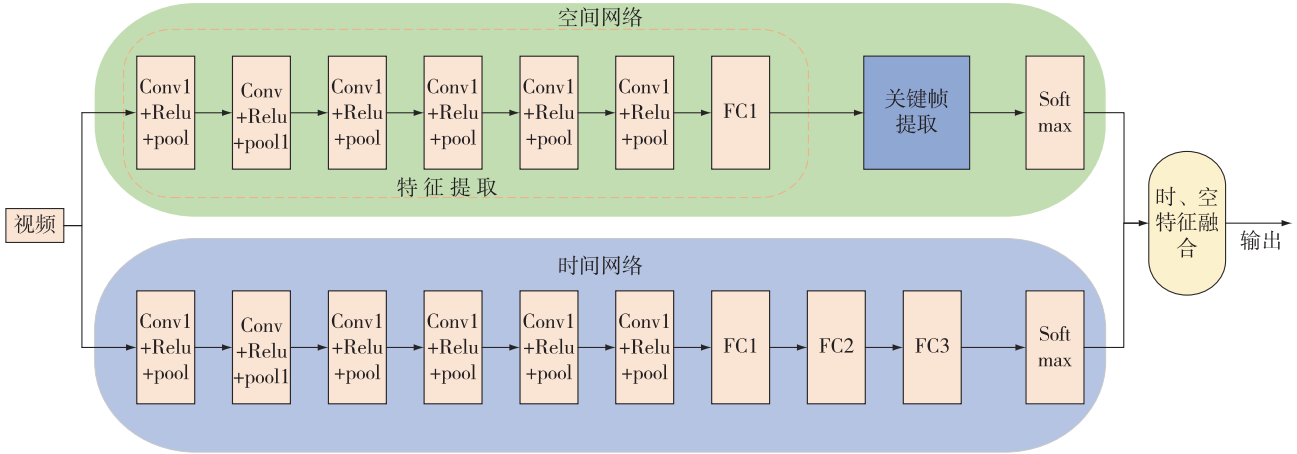 空间网络
Conv1
+Relu
+pool
Conv
+Relu
+pool1
Conv1
+Relu
+pool
Conv1
+Relu
+pool
Conv1
+Relu
+pool
Conv1
+Relu
+pool
FC1
关键帧
提取
Soft
max
特征提取
视频
时、空
特征融
合
输出
时间网络
Conv1
+Relu
+pool
Conv
+Relu
+pool1
Conv1
+Relu
+pool
Conv1
+Relu
+pool
Conv1
+Relu
+pool
Conv1
+Relu
+pool
FC1
FC2
FC3
Soft
max